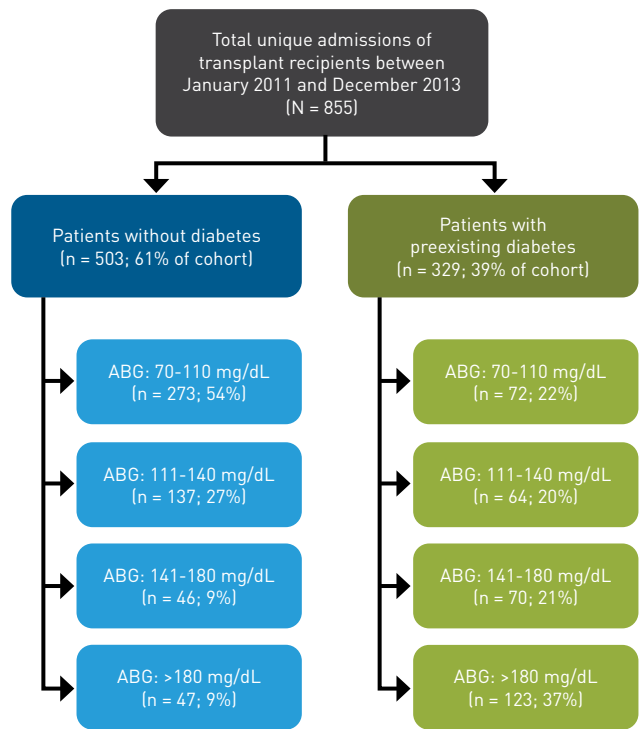 Total unique admissions of
transplant recipients between
January 2011 and December 2013
(N = 855)
Patients without diabetes
(n = 503; 61% of cohort)
Patients with
preexisting diabetes
(n = 329; 39% of cohort)
ABG: 70-110 mg/dL
(n = 273; 54%)
ABG: 111-140 mg/dL
(n = 137; 27%)
ABG: 141-180 mg/dL
(n = 46; 9%)
ABG: >180 mg/dL
(n = 47; 9%)
ABG: 70-110 mg/dL
(n = 72; 22%)
ABG: 111-140 mg/dL
(n = 64; 20%)
ABG: 141-180 mg/dL
(n = 70; 21%)
ABG: >180 mg/dL
(n = 123; 37%)